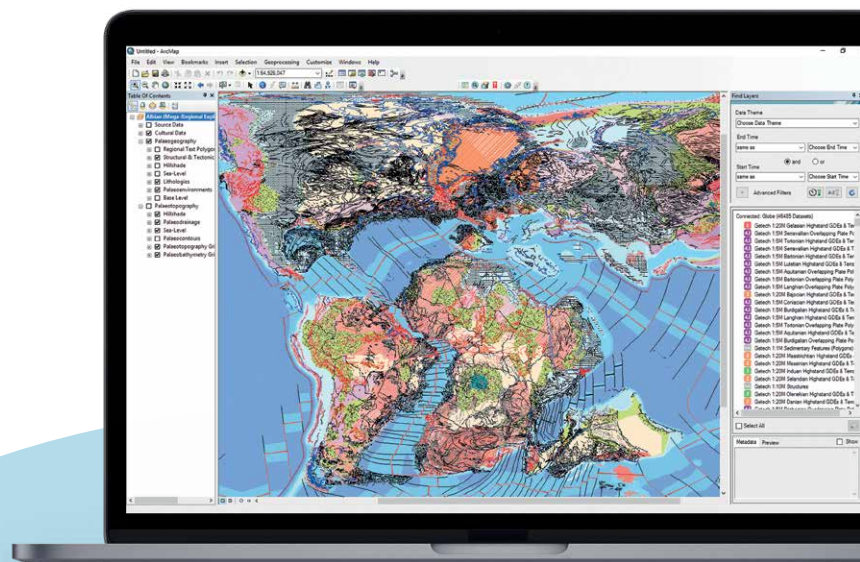 Untitled - ArcMap
File Edit View Bookmarks Insert Selection Geoprocessing Customize Windows Help
1:94,926,047
Table Of Contents
Albian (Mega-Regional Expl
Source Data
Cultural Data
Palaeogeography
Regional Text Polygon
Structural & Tectonic
Hillshade
Sea-Level
Lithologies
Palaeoenvironments
Base Level
Palaeotopography
Hillshade
Palaeodrainage
Sea-Level
Palaeocontours
Palaeotopography Gri
Palaeobathymetry Gri
Find Layers
Data Theme
Choose Data Theme
End Time
same as Choose End Time
and or
Start Time
same as Choose Start Time
Advanced Filters
Connected: Globe (46485 Datasets)
Getech 1:20M Gelasian Highstand GDEs & Ter
Getech 1:5M Serravallian Overlapping Plate Po
Getech 1:5M Tortonian Highstand GDEs & Ter
Getech 1:5M Serravallian Highstand GDEs & T
Getech 1:5M Bartonian Highstand GDEs & Ter
Getech 1:5M Lutetian Highstand GDEs & Terra
Getech 1:5M Aquitanian Overlapping Plate Pol
Getech 1:5M Bartonian Overlapping Plate Poly
Getech 1:5M Langhian Overlapping Plate Poly
Getech 1:20M Bajocian Highstand GDEs & Ter
Getech 1:5M Coniacian Highstand GDEs & Ter
Getech 1:5M Burdigalian Highstand GDEs & T
Getech 1:5M Langhian Highstand GDEs & Terr
Getech 1:5M Tortonian Overlapping Plate Poly
Getech 1:5M Aquitanian Highstand GDEs & Te
Getech 1:5M Burdigalian Overlapping Plate Po
Getech 1:1M Sedimentary Features (Polygons)
Getech 1:20M Maastrichtian Highstand GDEs
Getech 1:20M Messinian Highstand GDEs & T
Getech 1:20M Induan Highstand GDEs & Terra
Getech 1:20M Selandian Highstand GDEs & T
Getech 1:10M Structures
Getech 1:20M Olenekian Highstand GDEs & T
Getech 1:20M Danian Highstand GDEs & Terr
Select All
Metadata Preview Show